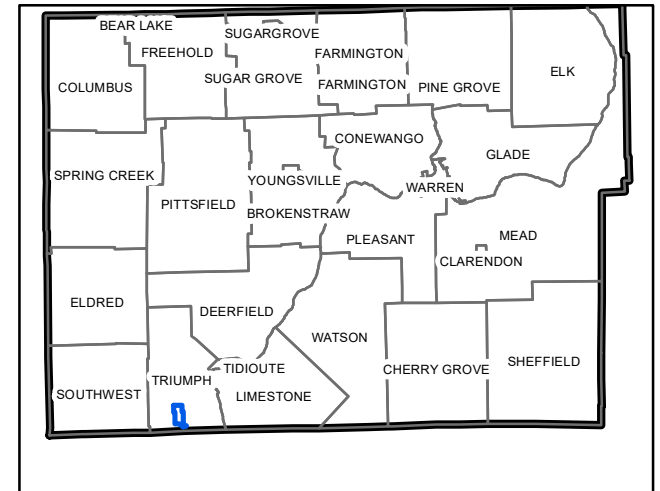 BEAR LAKE
SUGARGROVE
FREEHOLD
FARMINGTON
ELK
SUGAR GROVE
FARMINGTON
COLUMBUS
PINE GROVE
CONEWANGO
GLADE
SPRING CREEK
YOUNGSVILLE
WARREN
PITTSFIELD
BROKENSTRAW
PLEASANT
MEAD
CLARENDON
ELDRED
DEERFIELD
WATSON
TIDIOUTE
CHERRY GROVE
SHEFFIELD
TRIUMPH
SOUTHWEST
LIMESTONE